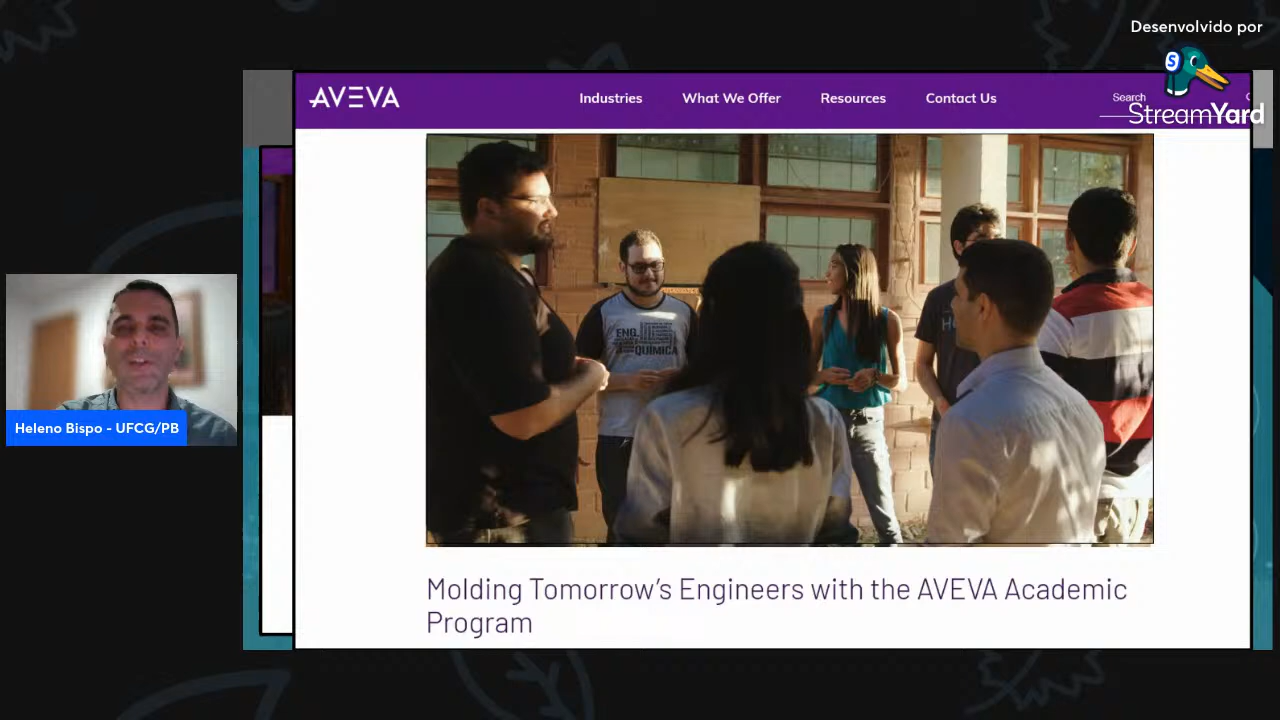 Desenvolvido por
StreamYard
AVEVA
Industries
What We Offer
Resources
Contact Us
Search
ENG.
QUÍMICA
Heleno Bispo - UFCG/PB
Molding Tomorrow's Engineers with the AVEVA Academic
Program